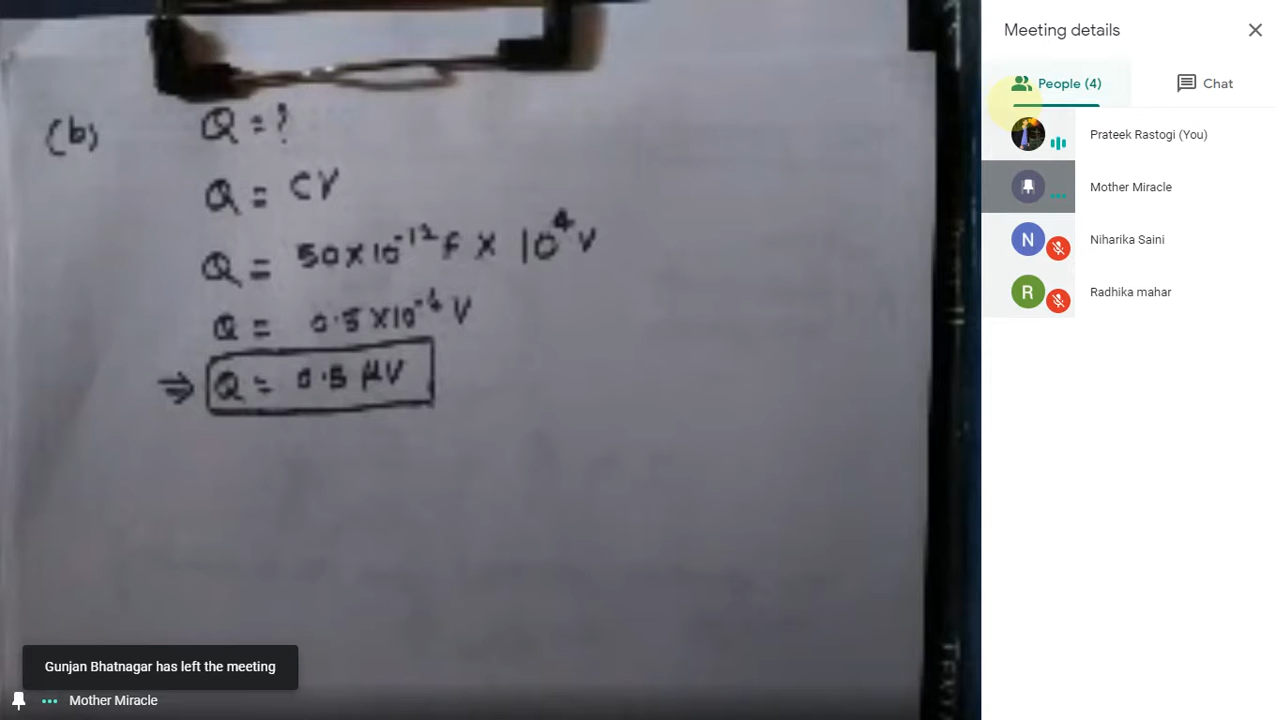 (b) Q = ?
Q = CV
Q = 50×10⁻¹² F × 10⁴ V
Q = 0.5×10⁻⁶ V
⇒ Q = 0.5 μV
Meeting details
People (4)
Chat
Prateek Rastogi (You)
Mother Miracle
N Niharika Saini
R Radhika mahar
Gunjan Bhatnagar has left the meeting
Mother Miracle